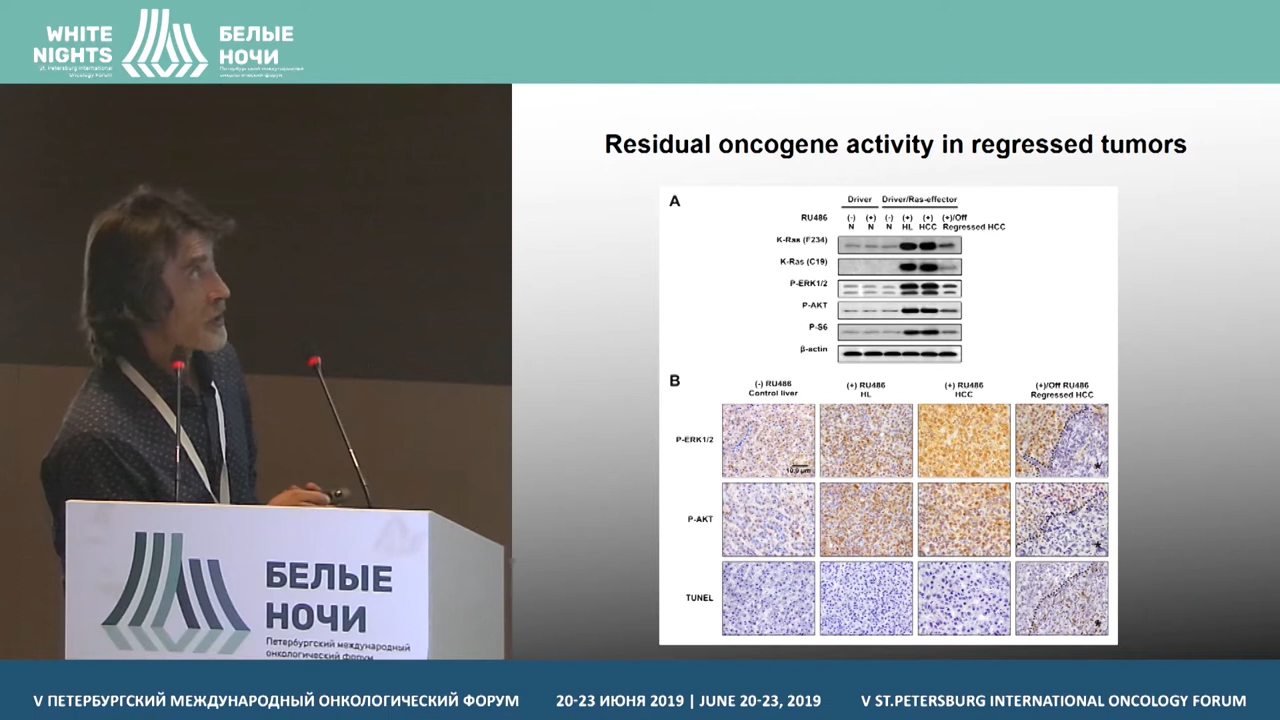 WHITE
NIGHTS
St. Petersburg International
Oncology Forum
БЕЛЫЕ
НОЧИ
Петербургский международный
онкологический форум
Residual oncogene activity in regressed tumors
A
Driver Driver/Ras-effector
RU486 (-) (+) (-) (+) (+) (+)/Off
N N N HL HCC Regressed HCC
K-Ras (F234)
K-Ras (C19)
P-ERK1/2
P-AKT
P-S6
β-actin
B
(-) RU486 (+) RU486 (+) RU486 (+)/Off RU486
Control liver HL HCC Regressed HCC
P-ERK1/2
10.0 µm
*
P-AKT
*
TUNEL
*
БЕЛЫЕ
НОЧИ
Петербургский международный
онкологический форум
V ПЕТЕРБУРГСКИЙ МЕЖДУНАРОДНЫЙ ОНКОЛОГИЧЕСКИЙ ФОРУМ 20-23 ИЮНЯ 2019 | JUNE 20-23, 2019 V ST.PETERSBURG INTERNATIONAL ONCOLOGY FORUM